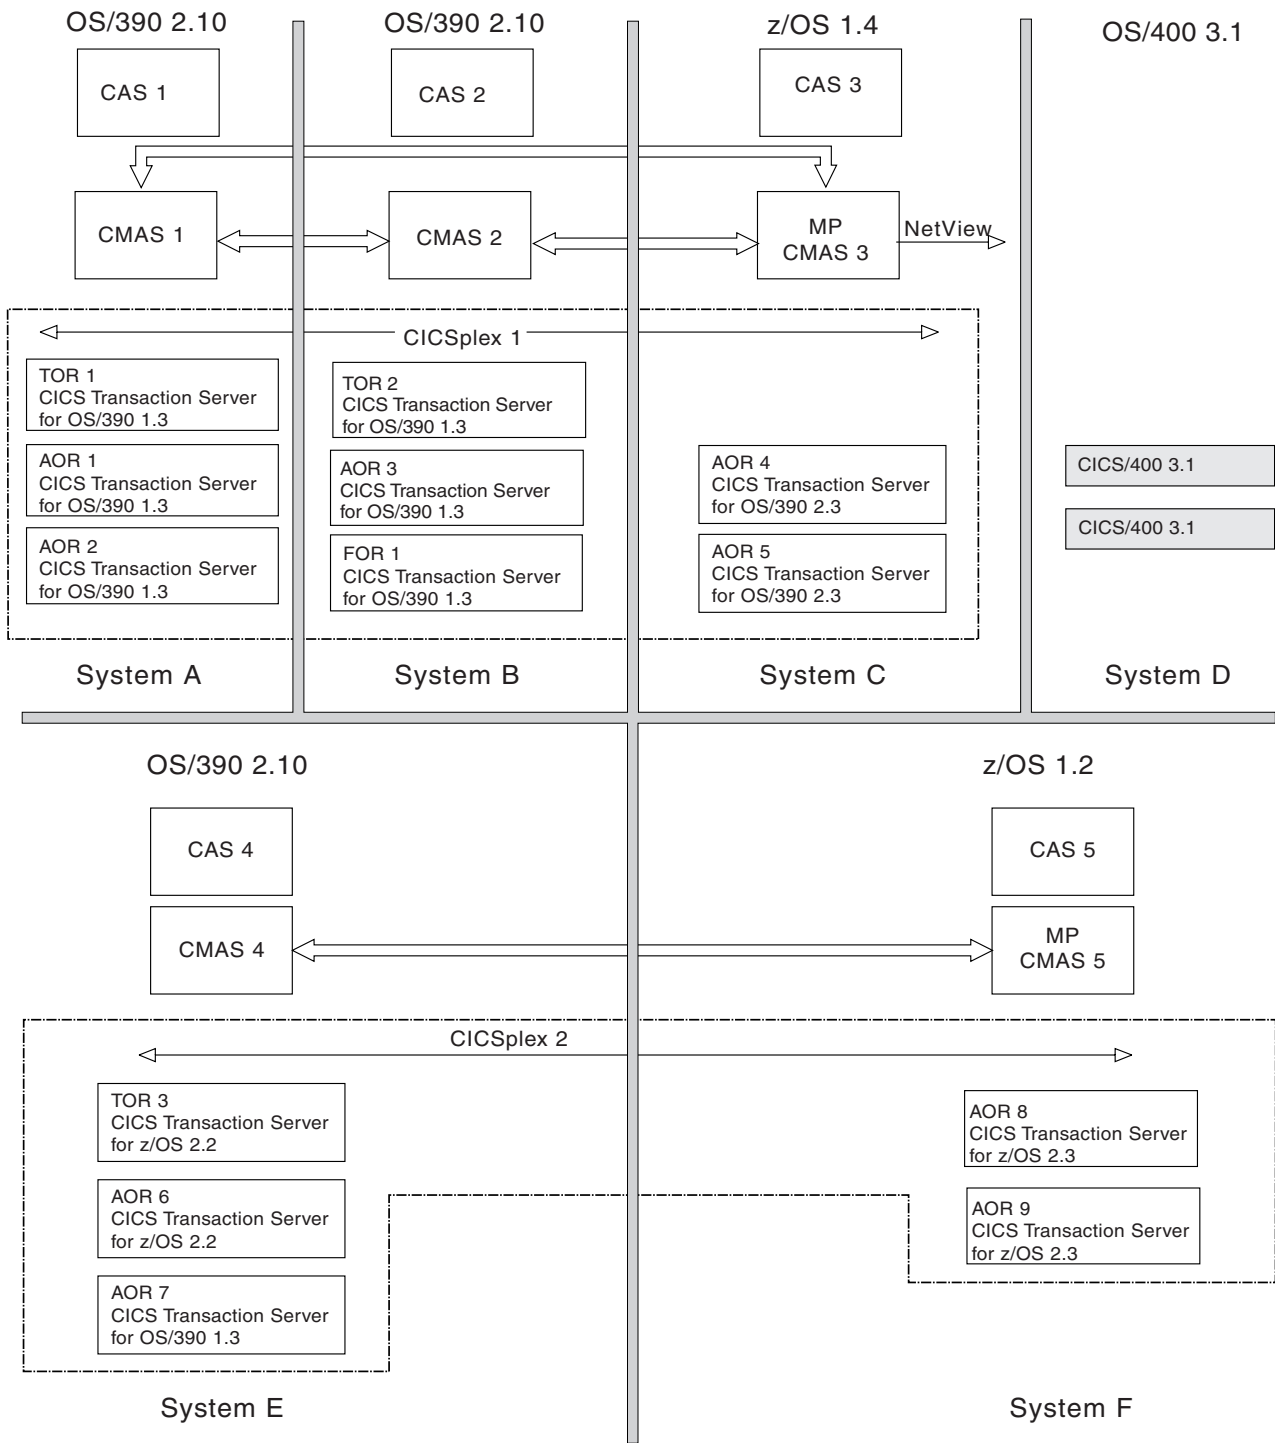 OS/390 2.10
OS/390 2.10
z/OS 1.4
OS/400 3.1
CAS 1
CAS 2
CAS 3
CMAS 1
CMAS 2
MP
CMAS 3
NetView
CICSplex 1
TOR 1
CICS Transaction Server
for OS/390 1.3
AOR 1
CICS Transaction Server
for OS/390 1.3
AOR 2
CICS Transaction Server
for OS/390 1.3
TOR 2
CICS Transaction Server
for OS/390 1.3
AOR 3
CICS Transaction Server
for OS/390 1.3
FOR 1
CICS Transaction Server
for OS/390 1.3
AOR 4
CICS Transaction Server
for OS/390 2.3
AOR 5
CICS Transaction Server
for OS/390 2.3
CICS/400 3.1
CICS/400 3.1
System A
System B
System C
System D
OS/390 2.10
z/OS 1.2
CAS 4
CAS 5
CMAS 4
MP
CMAS 5
CICSplex 2
TOR 3
CICS Transaction Server
for z/OS 2.2
AOR 6
CICS Transaction Server
for z/OS 2.2
AOR 7
CICS Transaction Server
for OS/390 1.3
AOR 8
CICS Transaction Server
for z/OS 2.3
AOR 9
CICS Transaction Server
for z/OS 2.3
System E
System F